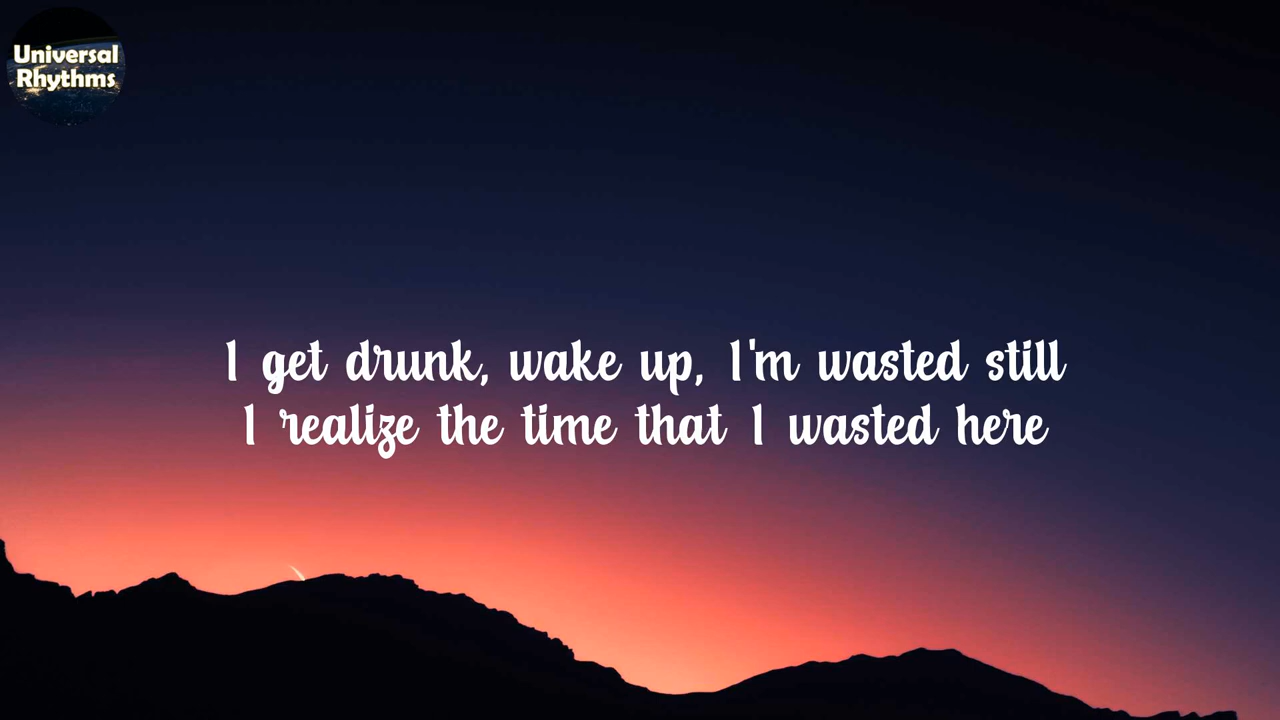 Universal
Rhythms
I get drunk, wake up, I'm wasted still
I realize the time that I wasted here